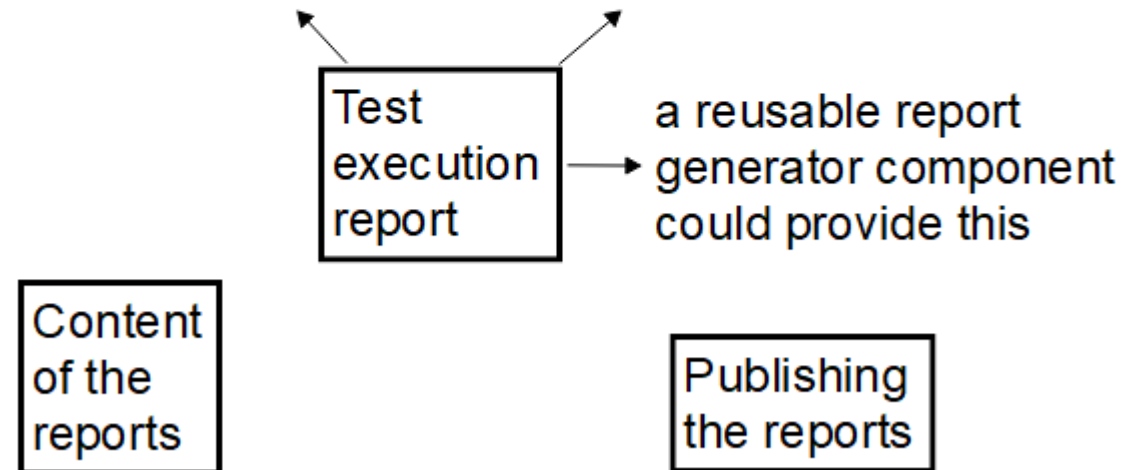 Test
execution
report
a reusable report
generator component
could provide this
Content
of the
reports
Publishing
the reports